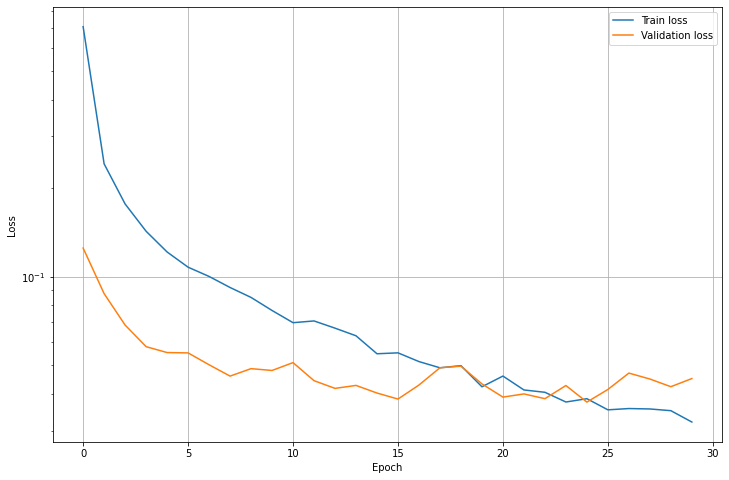 Train loss
Validation loss
Loss
10⁻¹
0 5 10 15 20 25 30
Epoch